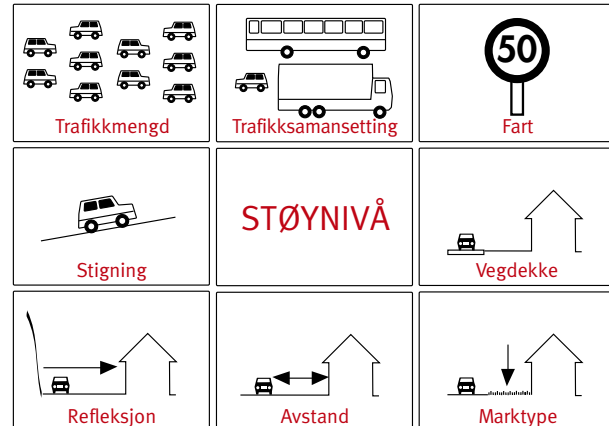 Trafikkmengd
Trafikksamansetting
50
Fart
Stigning
STØYNIVÅ
Vegdekke
Refleksjon
Avstand
Marktype